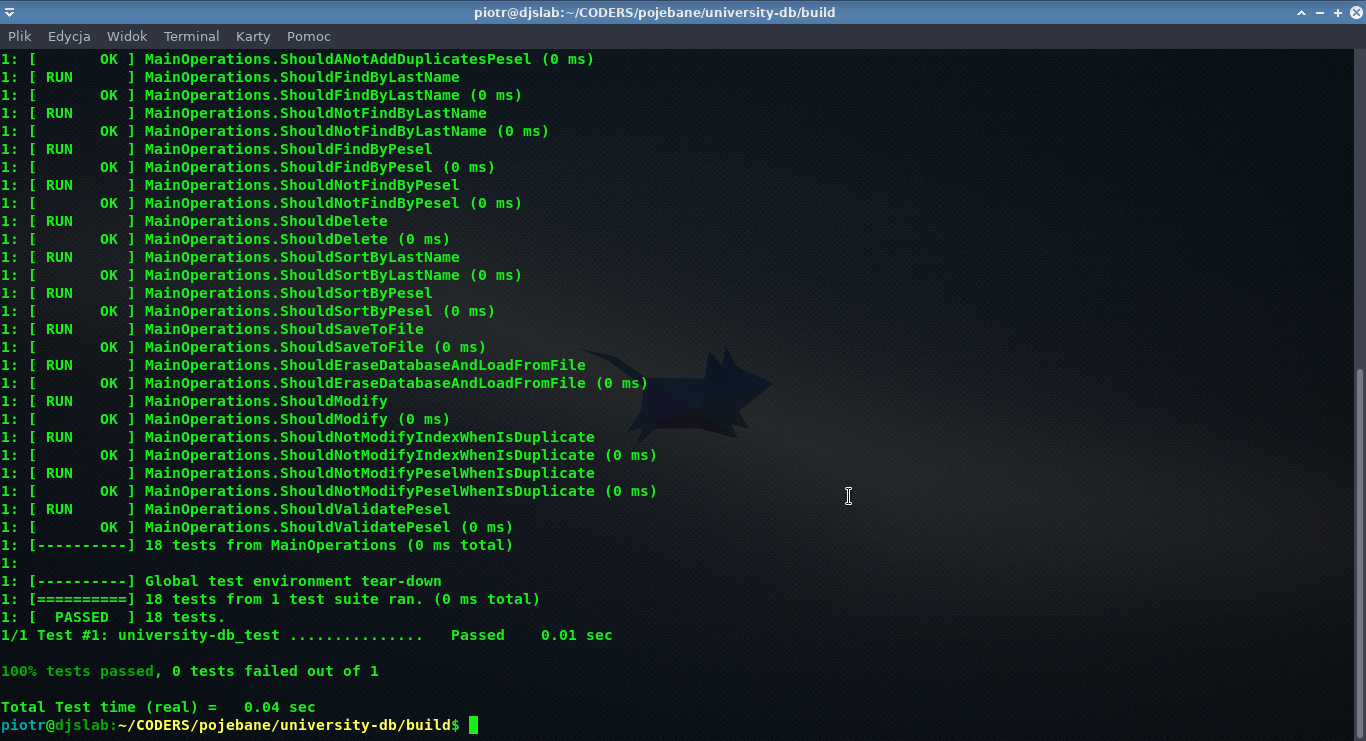 piotr@djslab:~/CODERS/pojebane/university-db/build
Plik Edycja Widok Terminal Karty Pomoc
1: [       OK ] MainOperations.ShouldANotAddDuplicatesPesel (0 ms)
1: [ RUN      ] MainOperations.ShouldFindByLastName
1: [       OK ] MainOperations.ShouldFindByLastName (0 ms)
1: [ RUN      ] MainOperations.ShouldNotFindByLastName
1: [       OK ] MainOperations.ShouldNotFindByLastName (0 ms)
1: [ RUN      ] MainOperations.ShouldFindByPesel
1: [       OK ] MainOperations.ShouldFindByPesel (0 ms)
1: [ RUN      ] MainOperations.ShouldNotFindByPesel
1: [       OK ] MainOperations.ShouldNotFindByPesel (0 ms)
1: [ RUN      ] MainOperations.ShouldDelete
1: [       OK ] MainOperations.ShouldDelete (0 ms)
1: [ RUN      ] MainOperations.ShouldSortByLastName
1: [       OK ] MainOperations.ShouldSortByLastName (0 ms)
1: [ RUN      ] MainOperations.ShouldSortByPesel
1: [       OK ] MainOperations.ShouldSortByPesel (0 ms)
1: [ RUN      ] MainOperations.ShouldSaveToFile
1: [       OK ] MainOperations.ShouldSaveToFile (0 ms)
1: [ RUN      ] MainOperations.ShouldEraseDatabaseAndLoadFromFile
1: [       OK ] MainOperations.ShouldEraseDatabaseAndLoadFromFile (0 ms)
1: [ RUN      ] MainOperations.ShouldModify
1: [       OK ] MainOperations.ShouldModify (0 ms)
1: [ RUN      ] MainOperations.ShouldNotModifyIndexWhenIsDuplicate
1: [       OK ] MainOperations.ShouldNotModifyIndexWhenIsDuplicate (0 ms)
1: [ RUN      ] MainOperations.ShouldNotModifyPeselWhenIsDuplicate
1: [       OK ] MainOperations.ShouldNotModifyPeselWhenIsDuplicate (0 ms)
1: [ RUN      ] MainOperations.ShouldValidatePesel
1: [       OK ] MainOperations.ShouldValidatePesel (0 ms)
1: [----------] 18 tests from MainOperations (0 ms total)
1:
1: [----------] Global test environment tear-down
1: [==========] 18 tests from 1 test suite ran. (0 ms total)
1: [  PASSED  ] 18 tests.
1/1 Test #1: university-db_test ...............   Passed    0.01 sec
100% tests passed, 0 tests failed out of 1
Total Test time (real) =   0.04 sec
piotr@djslab:~/CODERS/pojebane/university-db/build$